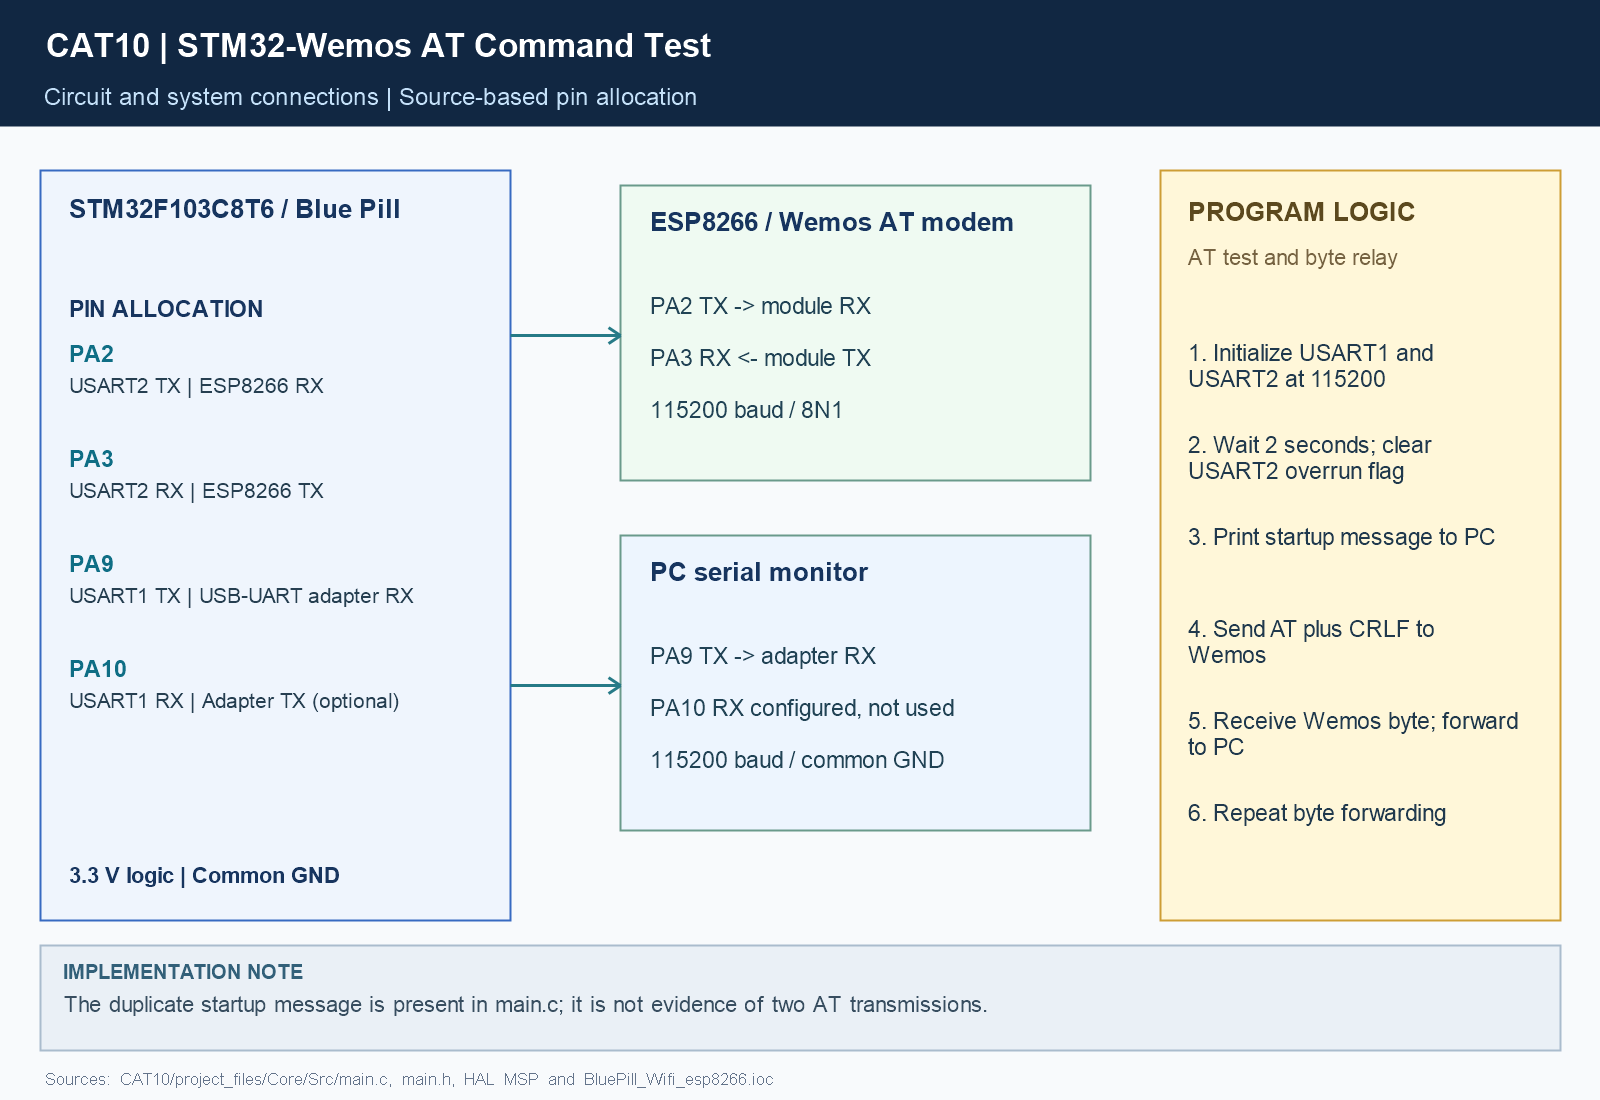 CAT10 | STM32-Wemos AT Command Test
Circuit and system connections | Source-based pin allocation
STM32F103C8T6 / Blue Pill
PIN ALLOCATION
PA2
USART2 TX | ESP8266 RX
PA3
USART2 RX | ESP8266 TX
PA9
USART1 TX | USB-UART adapter RX
PA10
USART1 RX | Adapter TX (optional)
3.3 V logic | Common GND
ESP8266 / Wemos AT modem
PA2 TX -> module RX
PA3 RX <- module TX
115200 baud / 8N1
PC serial monitor
PA9 TX -> adapter RX
PA10 RX configured, not used
115200 baud / common GND
PROGRAM LOGIC
AT test and byte relay
1. Initialize USART1 and
USART2 at 115200
2. Wait 2 seconds; clear
USART2 overrun flag
3. Print startup message to PC
4. Send AT plus CRLF to
Wemos
5. Receive Wemos byte; forward
to PC
6. Repeat byte forwarding
IMPLEMENTATION NOTE
The duplicate startup message is present in main.c; it is not evidence of two AT transmissions.
Sources: CAT10/project_files/Core/Src/main.c, main.h, HAL MSP and BluePill_Wifi_esp8266.ioc